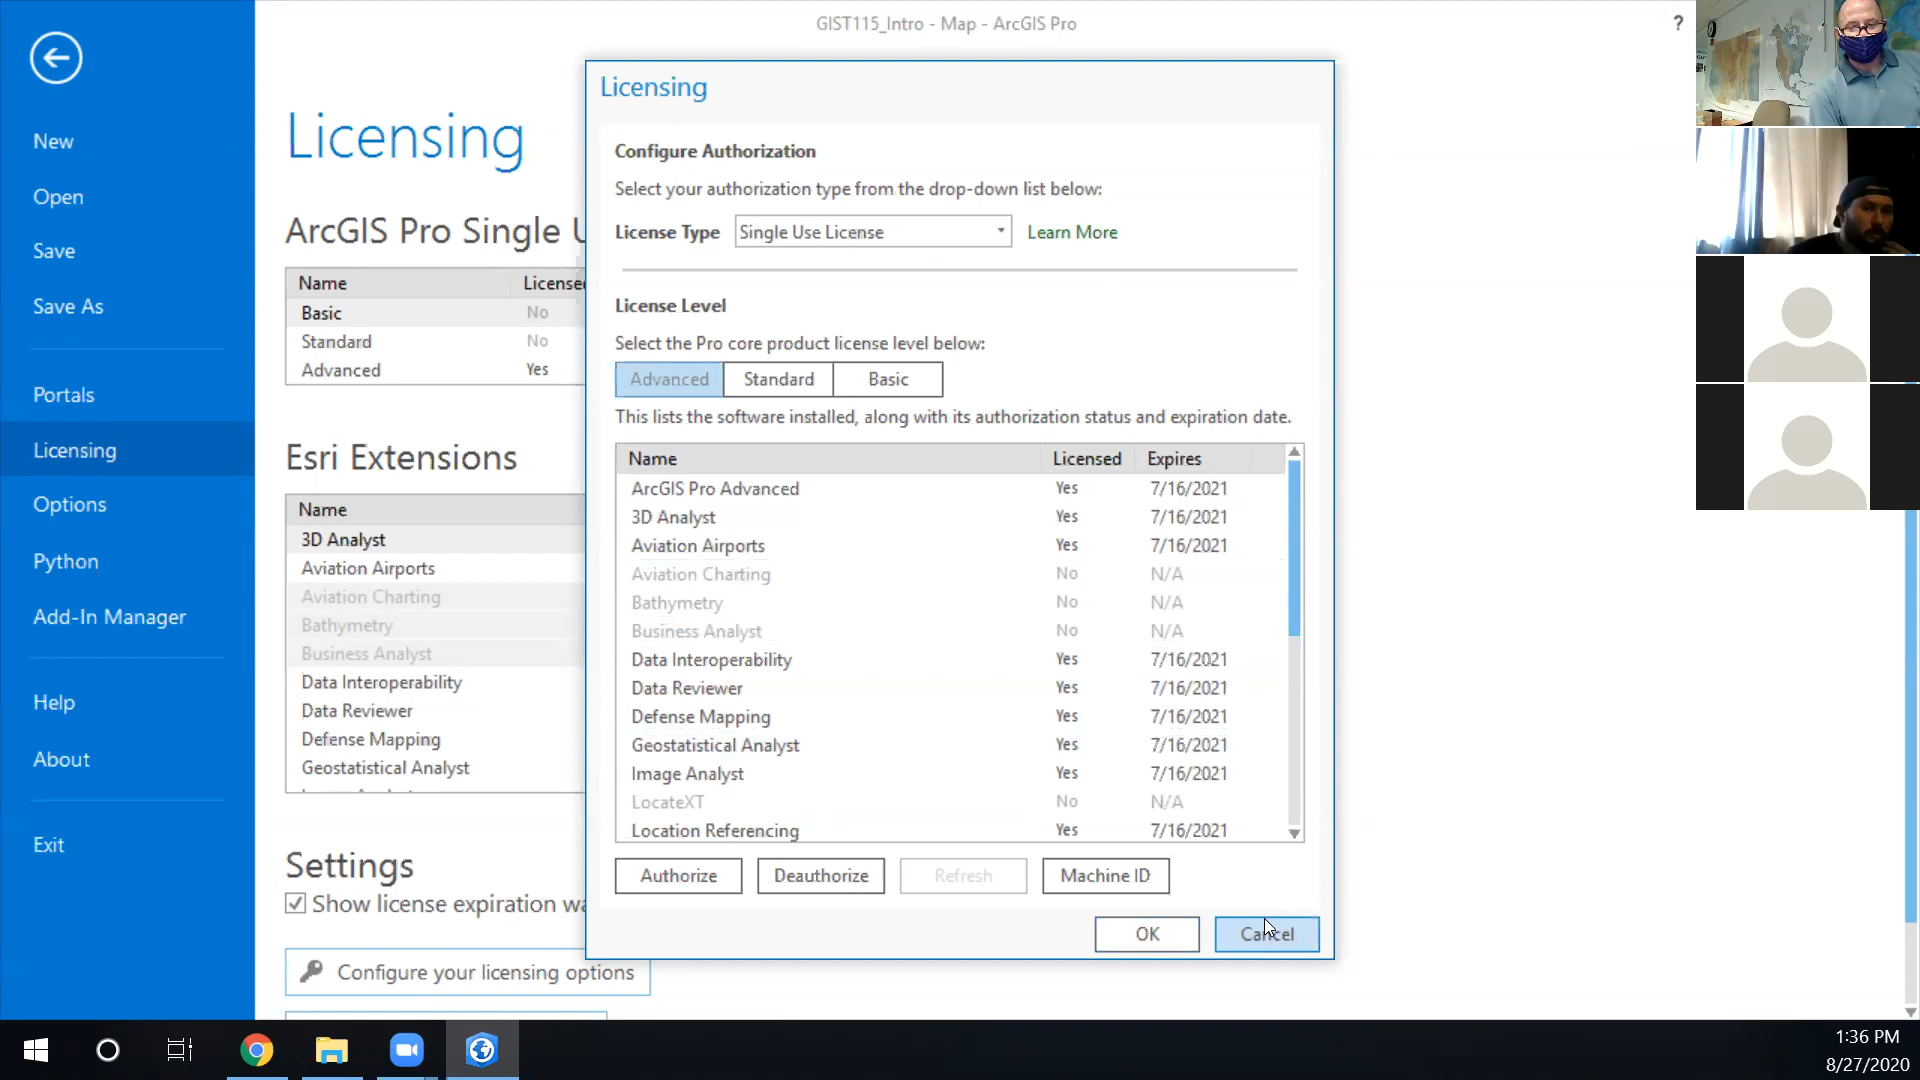 GIST115_Intro - Map - ArcGIS Pro
?
New
Open
Save
Save As
Portals
Licensing
Options
Python
Add-In Manager
Help
About
Exit
Licensing
ArcGIS Pro Single U
Name Licensed
Basic No
Standard No
Advanced Yes
Esri Extensions
Name
3D Analyst
Aviation Airports
Aviation Charting
Bathymetry
Business Analyst
Data Interoperability
Data Reviewer
Defense Mapping
Geostatistical Analyst
Settings
Show license expiration wa
Configure your licensing options
Licensing
Configure Authorization
Select your authorization type from the drop-down list below:
License Type Single Use License Learn More
License Level
Select the Pro core product license level below:
Advanced Standard Basic
This lists the software installed, along with its authorization status and expiration date.
Name Licensed Expires
ArcGIS Pro Advanced Yes 7/16/2021
3D Analyst Yes 7/16/2021
Aviation Airports Yes 7/16/2021
Aviation Charting No N/A
Bathymetry No N/A
Business Analyst No N/A
Data Interoperability Yes 7/16/2021
Data Reviewer Yes 7/16/2021
Defense Mapping Yes 7/16/2021
Geostatistical Analyst Yes 7/16/2021
Image Analyst Yes 7/16/2021
LocateXT No N/A
Location Referencing Yes 7/16/2021
Authorize Deauthorize Refresh Machine ID
OK Cancel
1:36 PM
8/27/2020